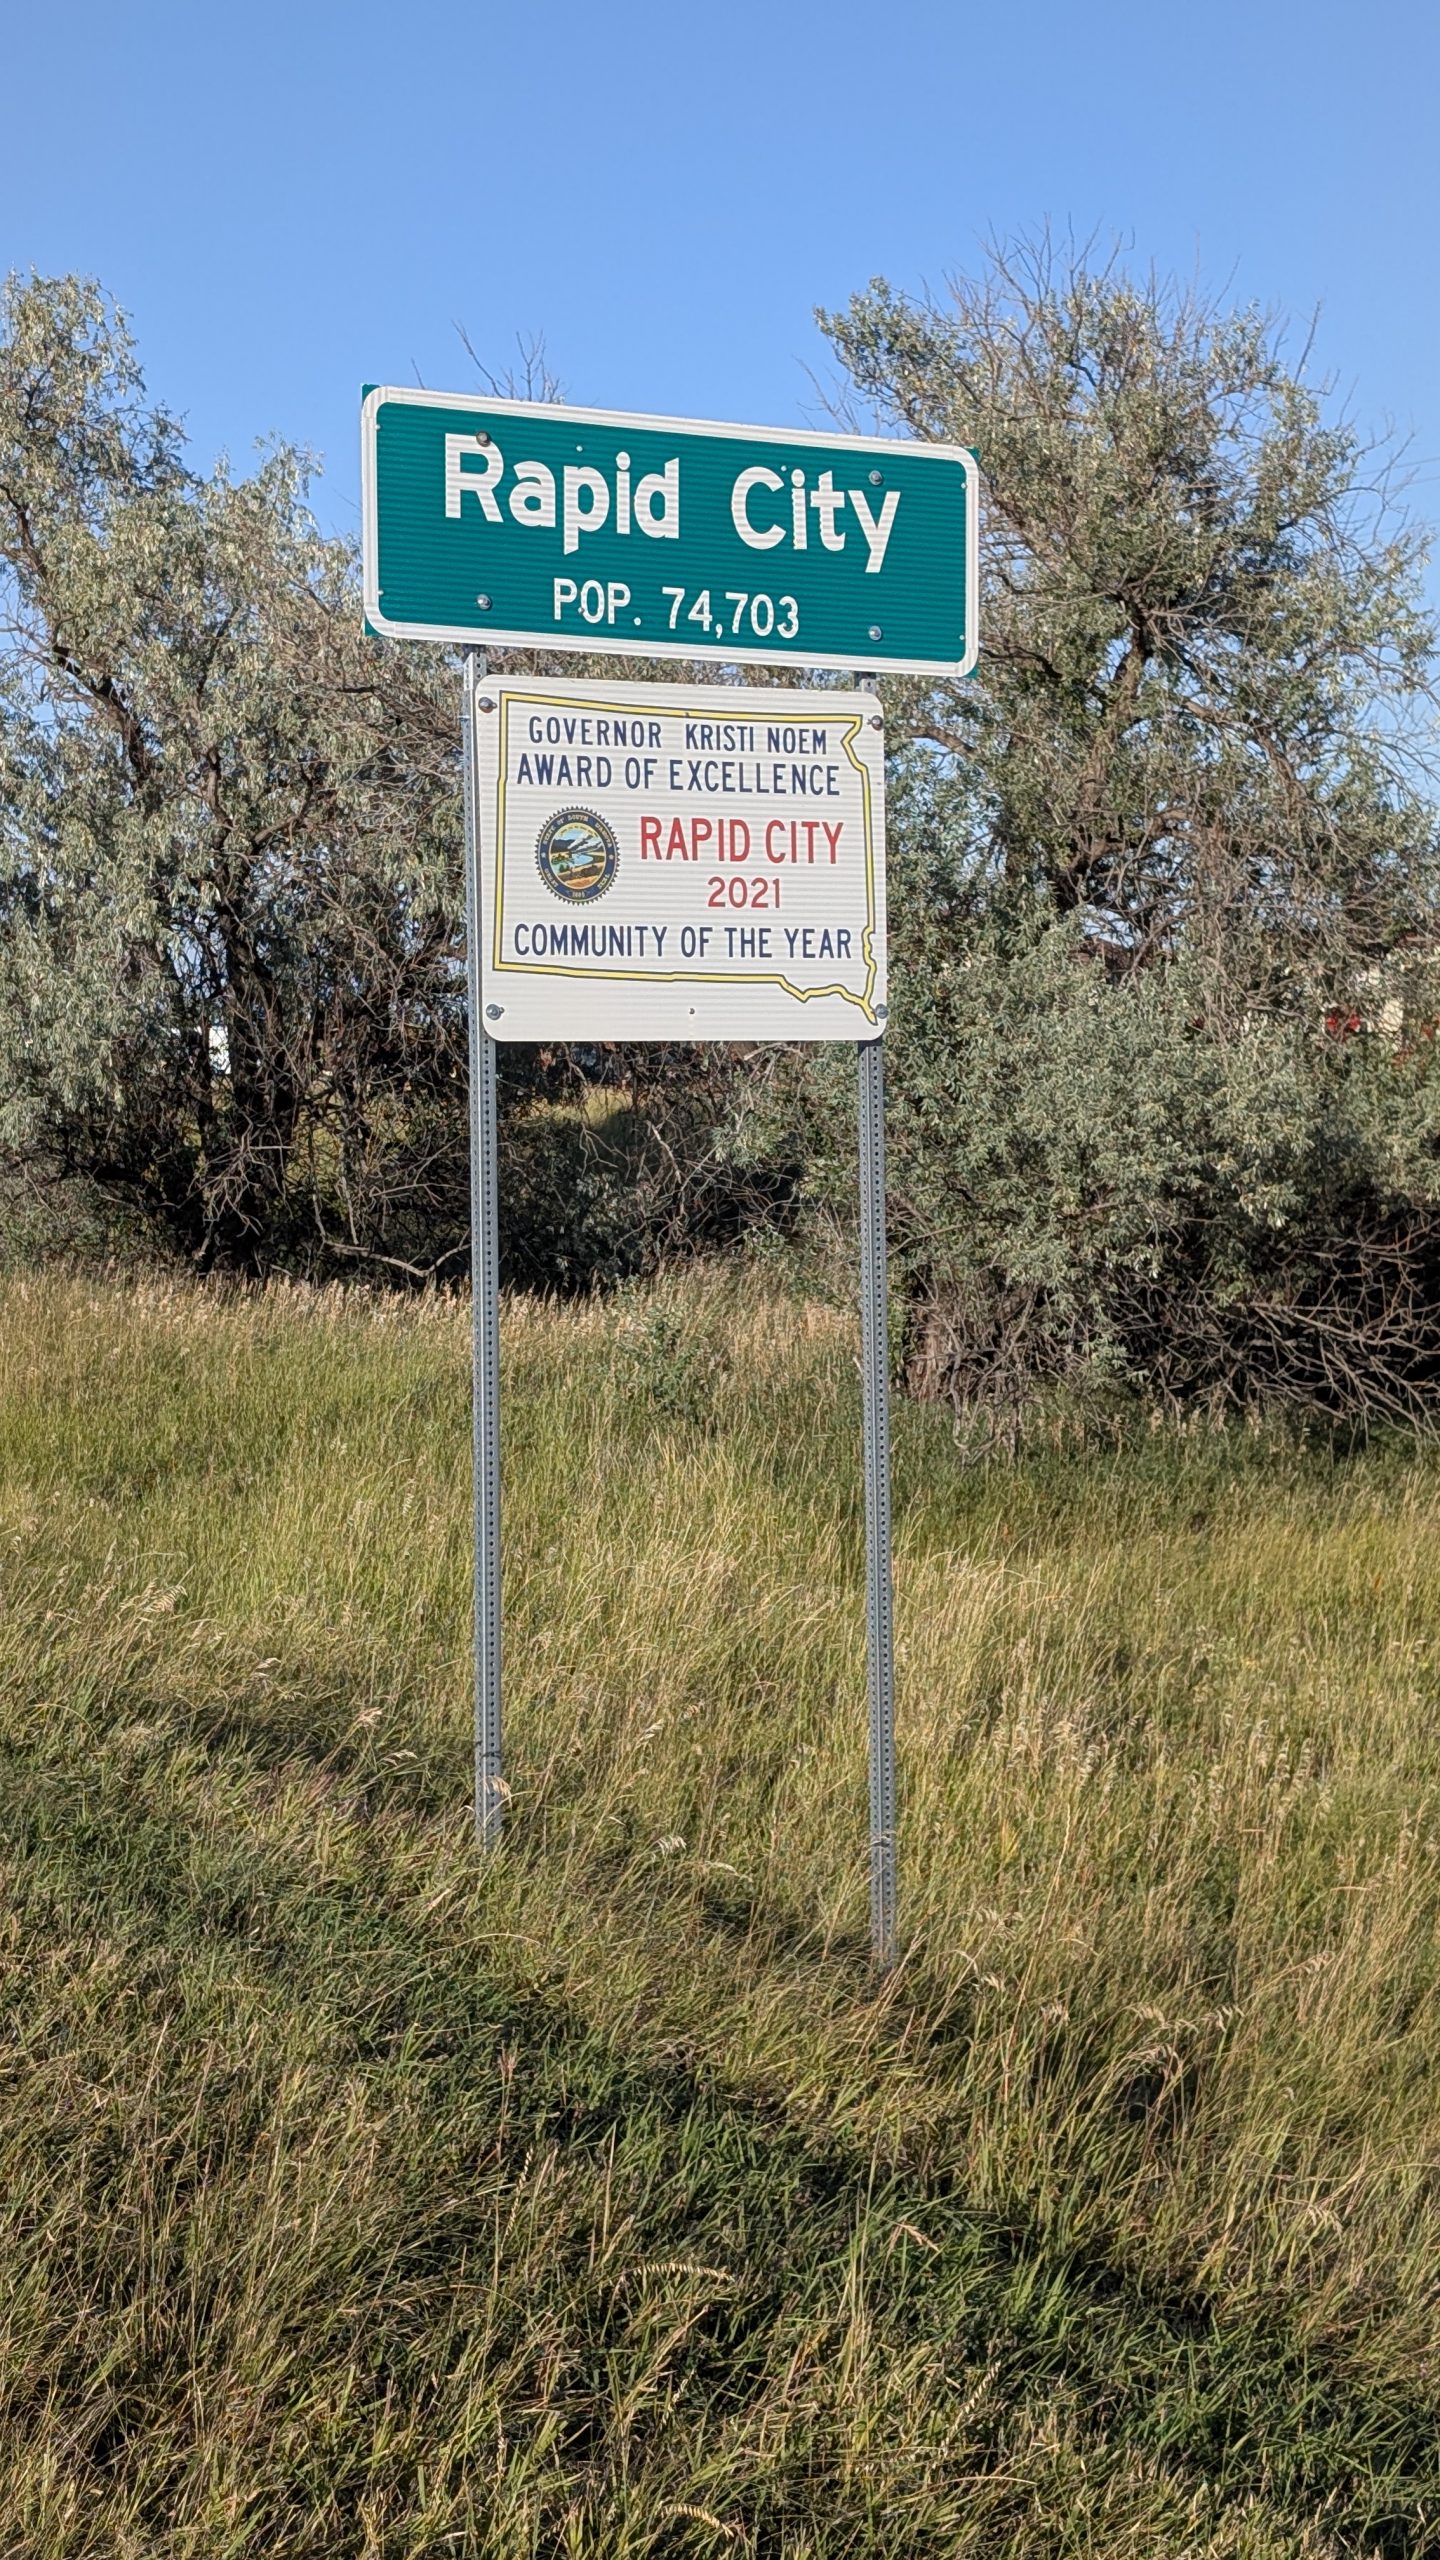 Rapid City
POP. 74,703
GOVERNOR KRISTI NOEM
AWARD OF EXCELLENCE
RAPID CITY
2021
COMMUNITY OF THE YEAR